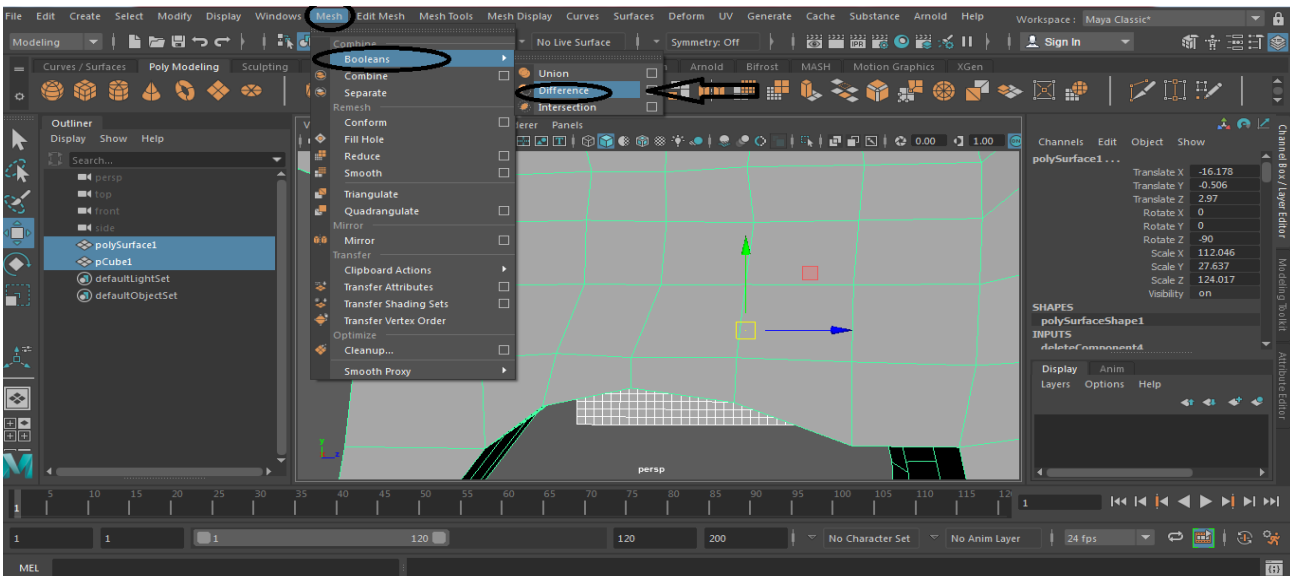 File Edit Create Select Modify Display Windows Mesh Edit Mesh Mesh Tools Mesh Display Curves Surfaces Deform UV Generate Cache Substance Arnold Help Workspace : Maya Classic*
Modeling No Live Surface Symmetry: Off Sign In
Curves / Surfaces Poly Modeling Sculpting Arnold Bifrost MASH Motion Graphics XGen
Combine
Booleans
Combine
Separate
Remesh
Conform
Fill Hole
Reduce
Smooth
Triangulate
Quadrangulate
Mirror
Mirror
Transfer
Clipboard Actions
Transfer Attributes
Transfer Shading Sets
Transfer Vertex Order
Optimize
Cleanup...
Smooth Proxy
Union
Difference
Intersection
Outliner
Display Show Help
Search...
persp
top
front
side
polySurface1
pCube1
defaultLightSet
defaultObjectSet
Panels
0.00 1.00
IPR
y
persp
Channels Edit Object Show
polySurface1 . . .
Translate X -16.178
Translate Y -0.506
Translate Z 2.97
Rotate X 0
Rotate Y 0
Rotate Z -90
Scale X 112.046
Scale Y 27.637
Scale Z 124.017
Visibility on
SHAPES
polySurfaceShape1
INPUTS
deleteComponent4
Display Anim
Layers Options Help
Channel Box / Layer Editor
Modeling Toolkit
Attribute Editor
5 10 15 20 25 30 35 40 45 50 55 60 65 70 75 80 85 90 95 100 105 110 115 1
1
1 1 1 120 120 200 No Character Set No Anim Layer 24 fps
MEL